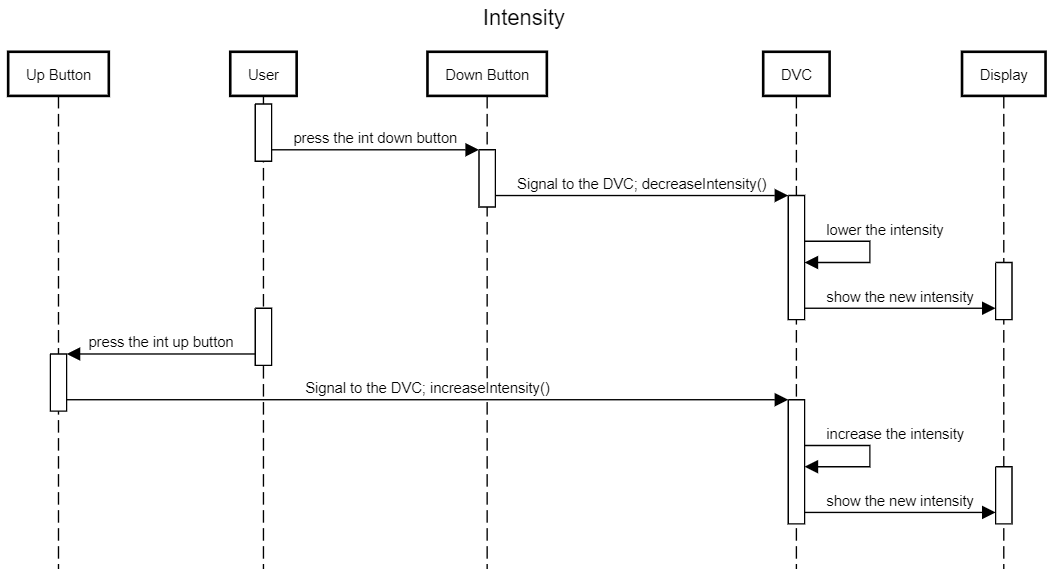 Intensity
Up Button
User
Down Button
DVC
Display
press the int down button
Signal to the DVC; decreaseIntensity()
lower the intensity
show the new intensity
press the int up button
Signal to the DVC; increaseIntensity()
increase the intensity
show the new intensity